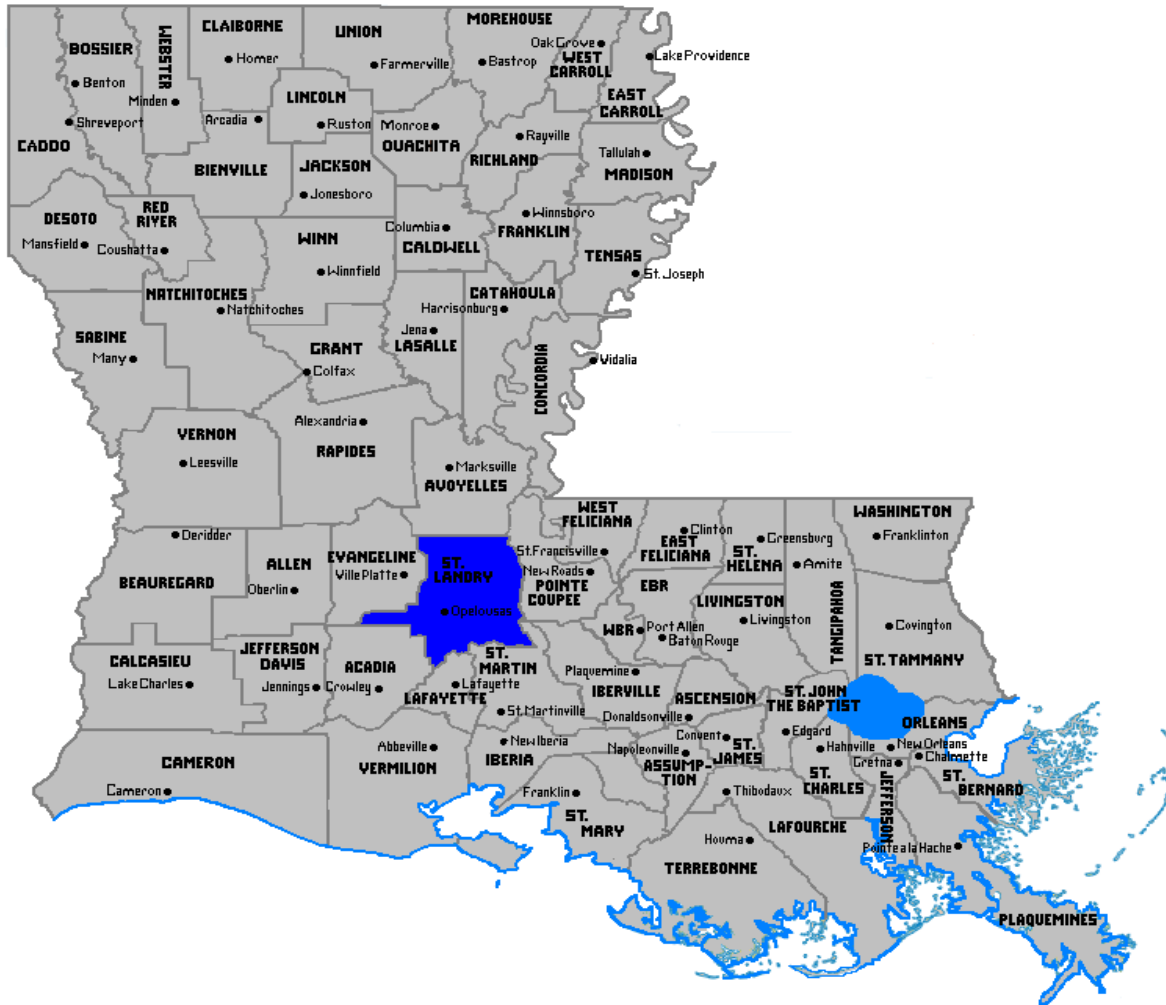 MOREHOUSE
CLAIBORNE
UNION
BOSSIER
WEBSTER
Oak Grove
WEST
CARROLL
Lake Providence
Homer
Farmerville
Bastrop
Benton
Minden
LINCOLN
EAST
CARROLL
Shreveport
Arcadia
Ruston
Monroe
OUACHITA
Rayville
CADDO
BIENVILLE
JACKSON
RICHLAND
Tallulah
MADISON
Jonesboro
DESOTO
RED
RIVER
Winnsboro
Mansfield
Coushatta
WINN
Columbia
CALDWELL
FRANKLIN
TENSAS
Winnfield
St. Joseph
NATCHITOCHES
Natchitoches
CATAHOULA
Harrisonburg
SABINE
Many
GRANT
Colfax
Jena
LASALLE
CONCORDIA
Vidalia
Alexandria
VERNON
Leesville
RAPIDES
Marksville
AVOYELLES
WEST
FELICIANA
WASHINGTON
Deridder
EVANGELINE
Ville Platte
ST.
LANDRY
St. Francisville
Clinton
EAST
FELICIANA
Greensburg
ST.
HELENA
Franklinton
BEAUREGARD
ALLEN
Oberlin
New Roads
POINTE
COUPEE
EBR
Amite
Opelousas
LIVINGSTON
Livingston
TANGIPAHOA
WBR
Port Allen
Baton Rouge
Covington
CALCASIEU
JEFFERSON
DAVIS
ACADIA
ST.
MARTIN
ST. TAMMANY
Lake Charles
Jennings
Crowley
LAFAYETTE
Lafayette
Plaquemine
IBERVILLE
ASCENSION
ST. JOHN
THE BAPTIST
St. Martinville
Donaldsonville
ORLEANS
CAMERON
Abbeville
VERMILION
New Iberia
IBERIA
Convent
Napoleonville
ASSUMP-
TION
ST.
JAMES
Edgard
Hahnville
New Orleans
Chalmette
Gretna
Cameron
Franklin
ST.
MARY
Thibodaux
ST.
CHARLES
JEFFERSON
ST.
BERNARD
Houma
LAFOURCHE
Pointe a la Hache
TERREBONNE
PLAQUEMINES